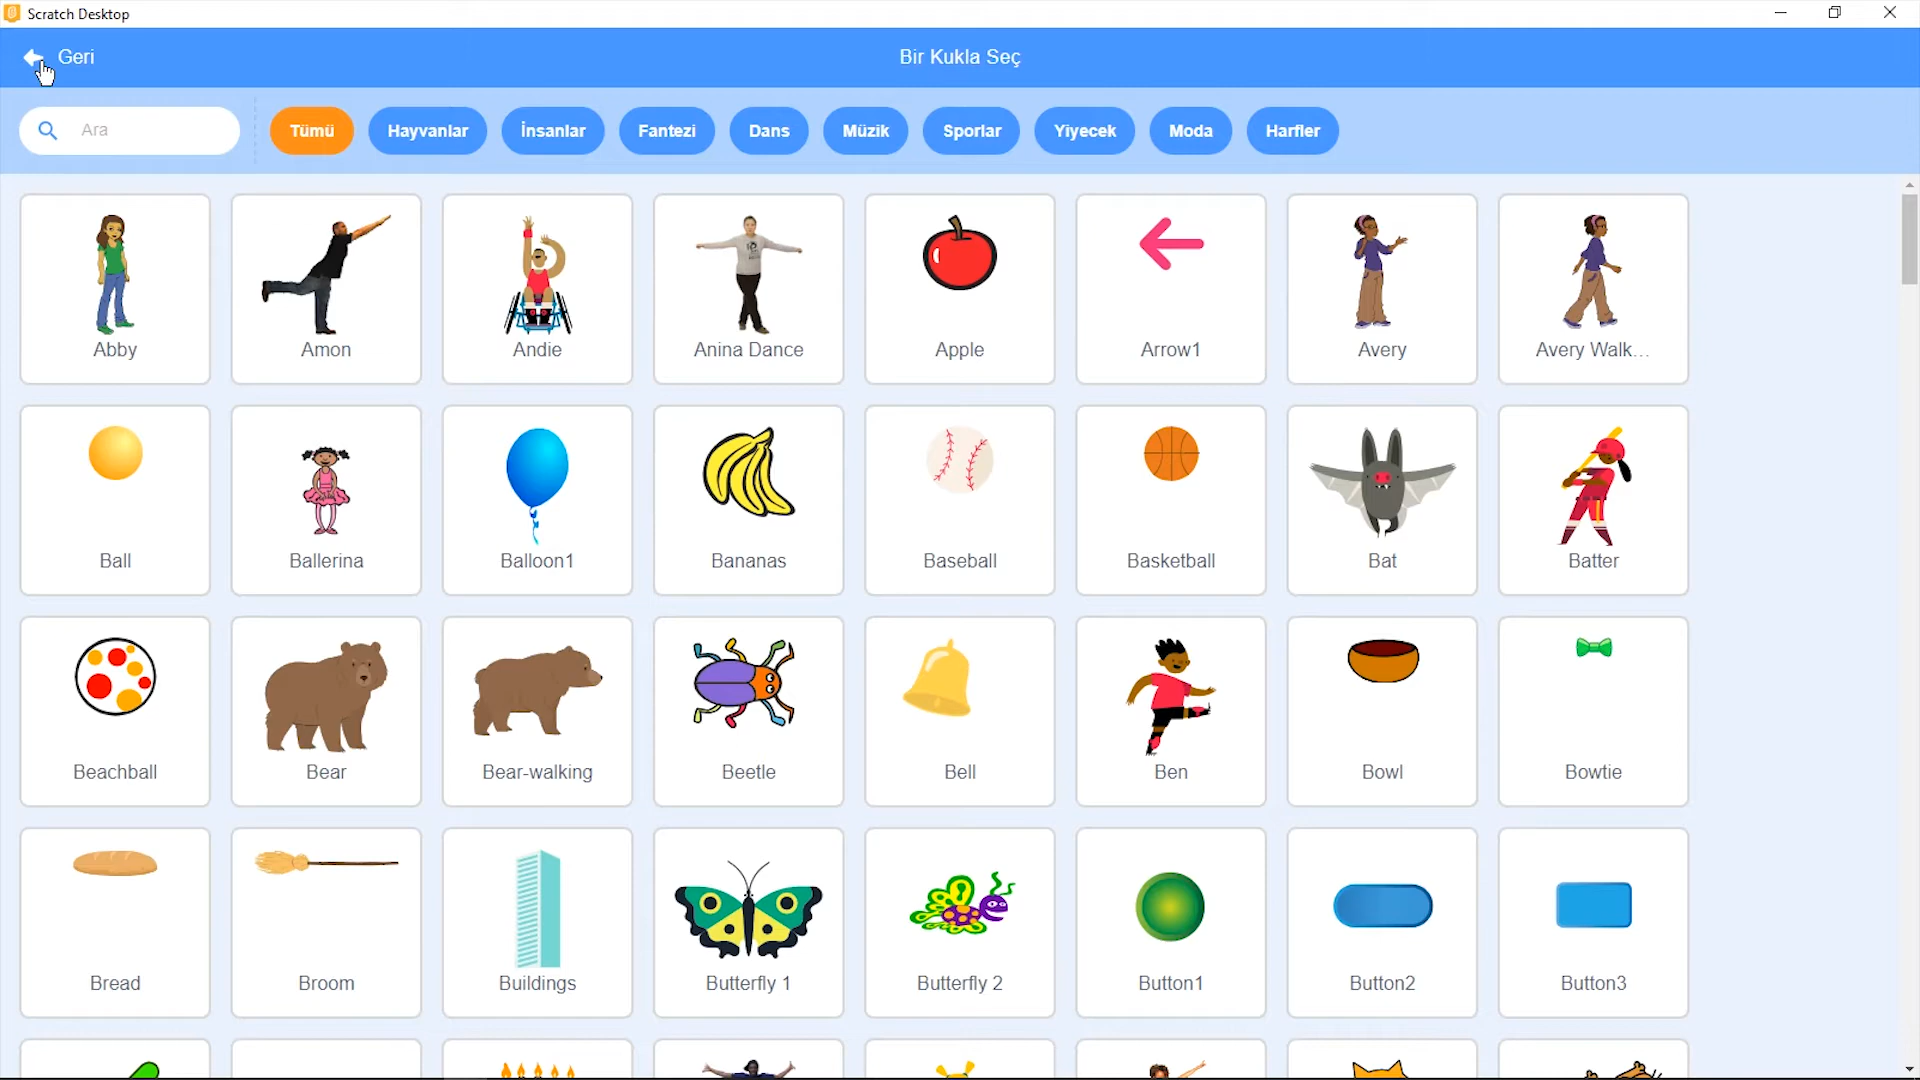 Scratch Desktop
Geri
Bir Kukla Seç
Ara
Tümü
Hayvanlar
İnsanlar
Fantezi
Dans
Müzik
Sporlar
Yiyecek
Moda
Harfler
Abby
Amon
Andie
Anina Dance
Apple
Arrow1
Avery
Avery Walk...
Ball
Ballerina
Balloon1
Bananas
Baseball
Basketball
Bat
Batter
Beachball
Bear
Bear-walking
Beetle
Bell
Ben
Bowl
Bowtie
Bread
Broom
Buildings
Butterfly 1
Butterfly 2
Button1
Button2
Button3